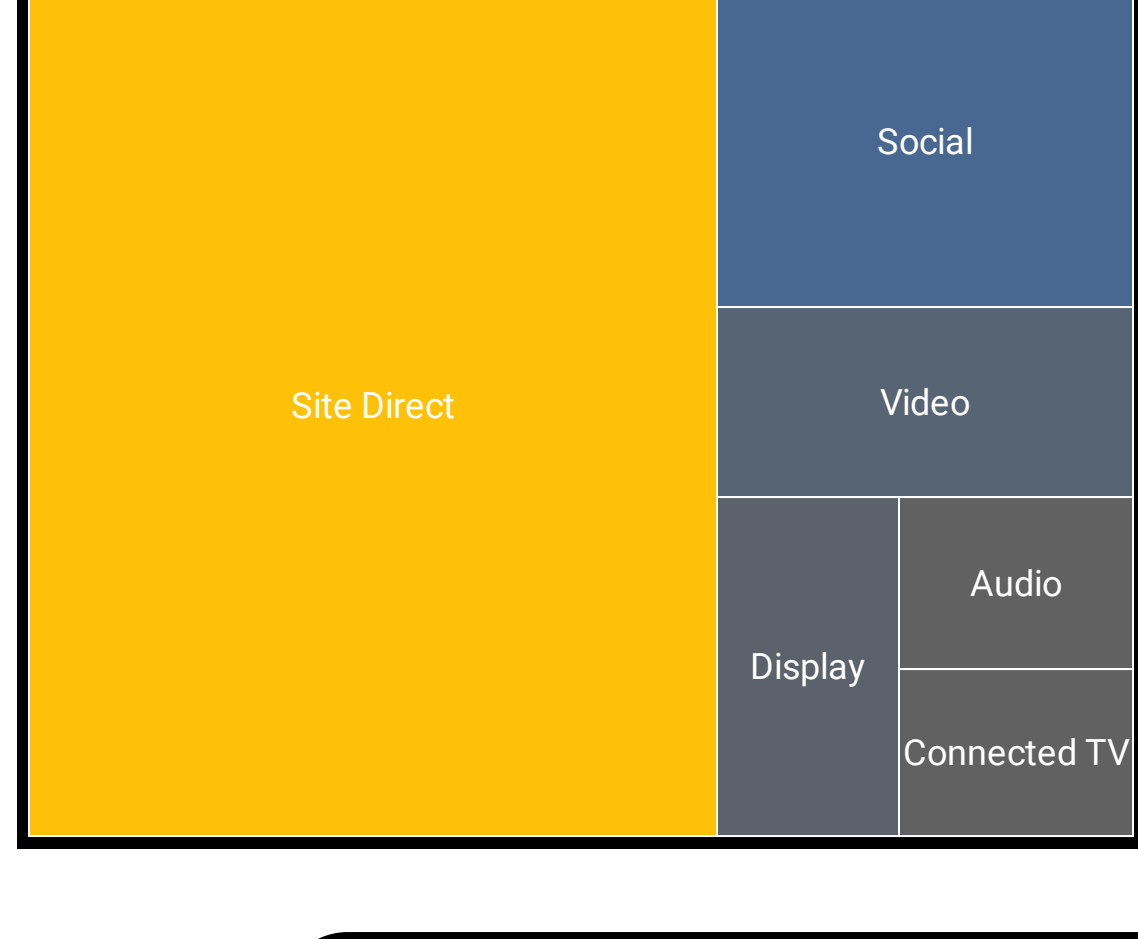 Social
Site Direct
Video
Audio
Display
Connected TV